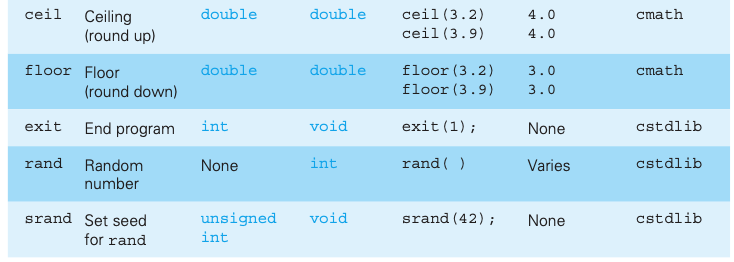 ceil Ceiling double double ceil(3.2) 4.0 cmath
(round up) ceil(3.9) 4.0
floor Floor double double floor(3.2) 3.0 cmath
(round down) floor(3.9) 3.0
exit End program int void exit(1); None cstdlib
rand Random None int rand( ) Varies cstdlib
number
srand Set seed unsigned void srand(42); None cstdlib
for rand int